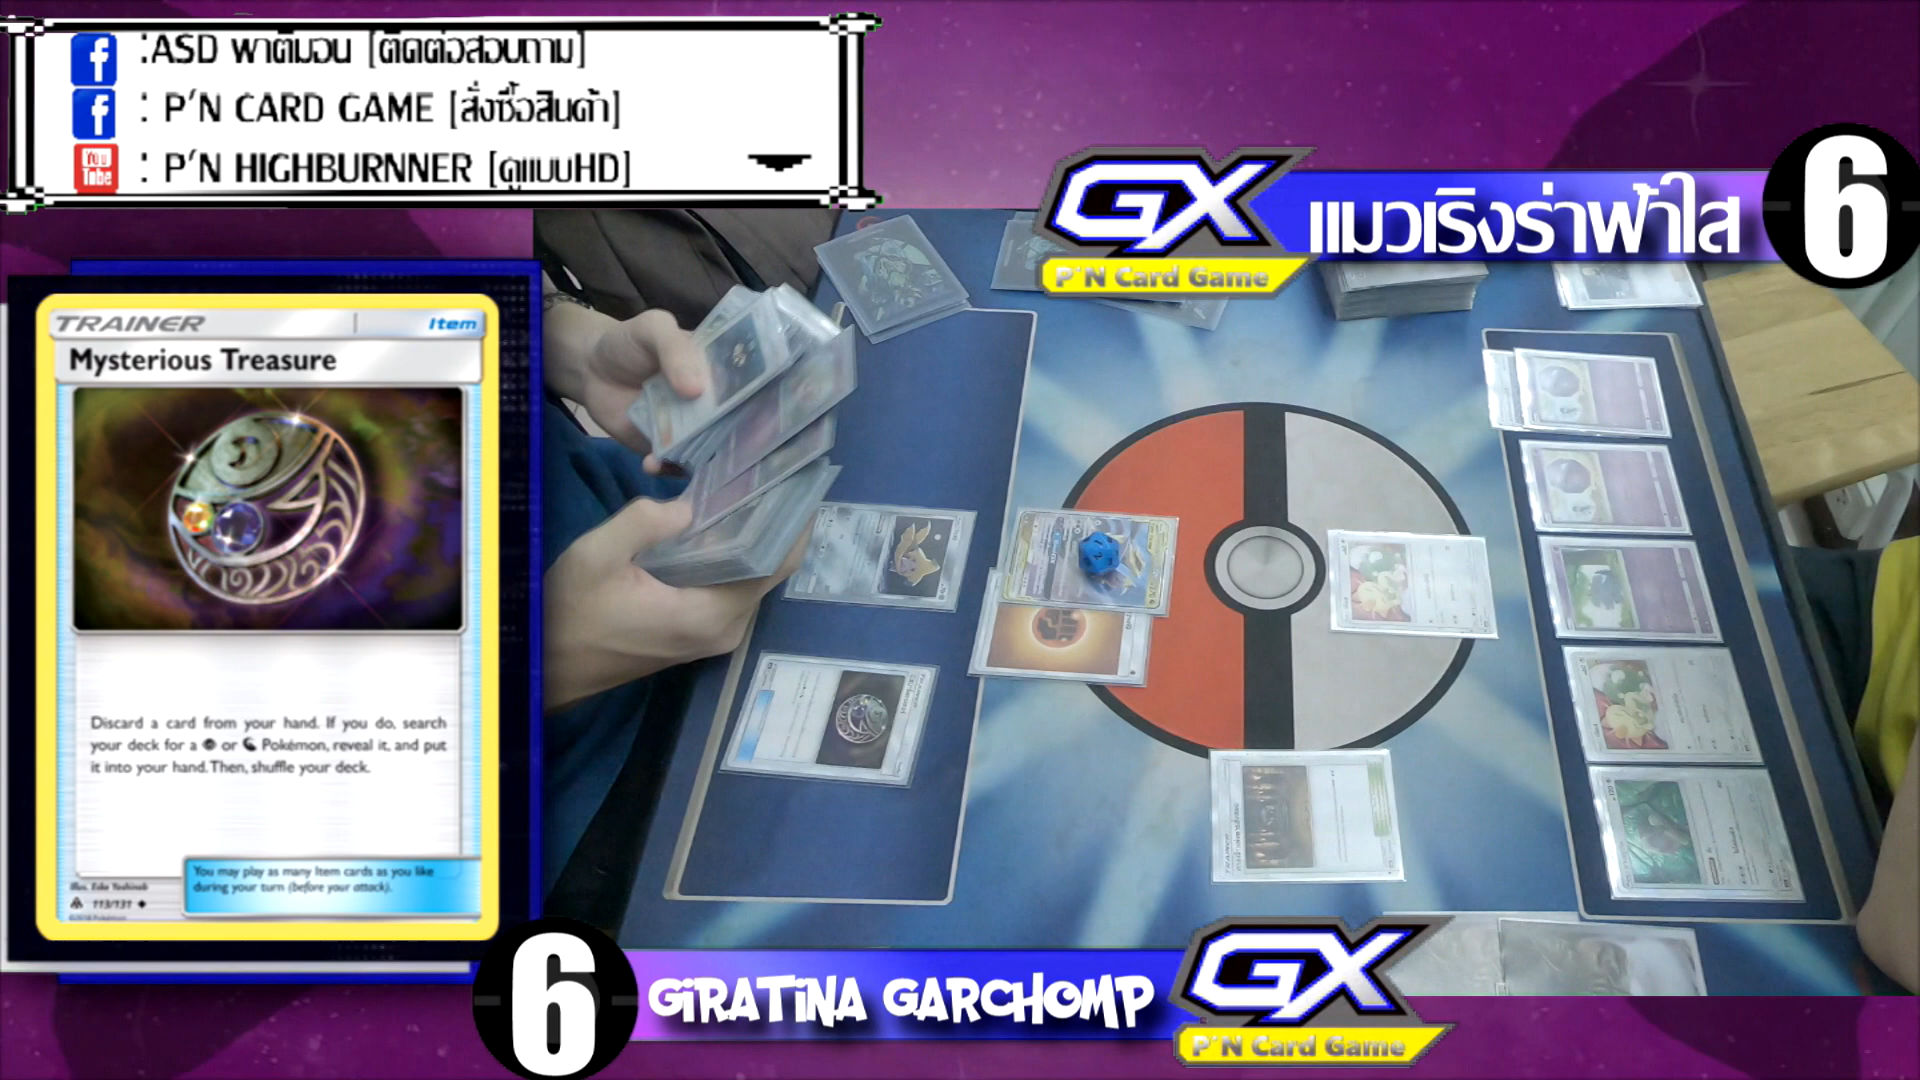 :ASD พาตีมอน [ติดต่อสอบถาม]
: P'N CARD GAME [สั่งซื้อสินค้า]
You Tube : P'N HIGHBURNNER [ดูแบบHD]
GX
P'N Card Game
แมวเริงร่าฟ้าใส
6
TRAINER
Item
Mysterious Treasure
Discard a card from your hand. If you do, search
your deck for a or Pokémon, reveal it, and put
it into your hand. Then, shuffle your deck.
You may play as many Item cards as you like
during your turn (before your attack).
113/131
6
GIRATINA GARCHOMP
GX
P'N Card Game